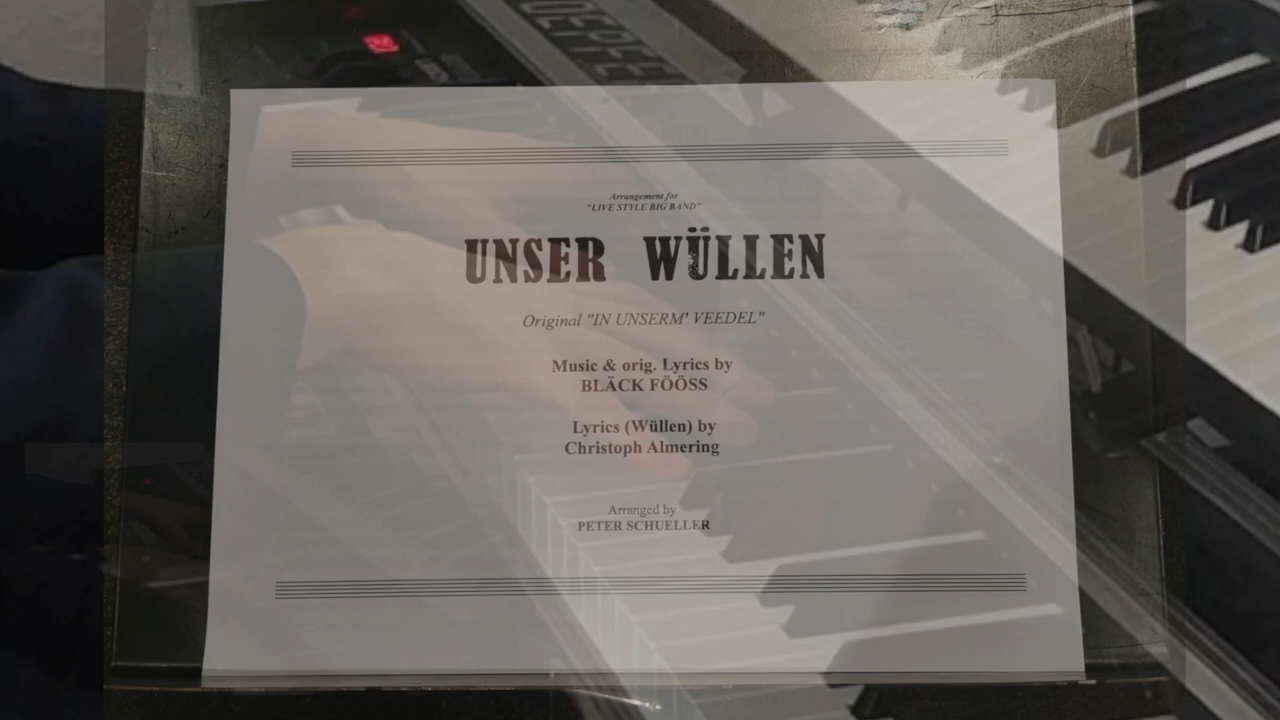 Arrangement for
"LIVE STYLE BIG BAND"
UNSER WÜLLEN
Original "IN UNSERM' VEEDEL"
Music & orig. Lyrics by
BLÄCK FÖÖSS
Lyrics (Wüllen) by
Christoph Almering
Arranged by
PETER SCHUELLER